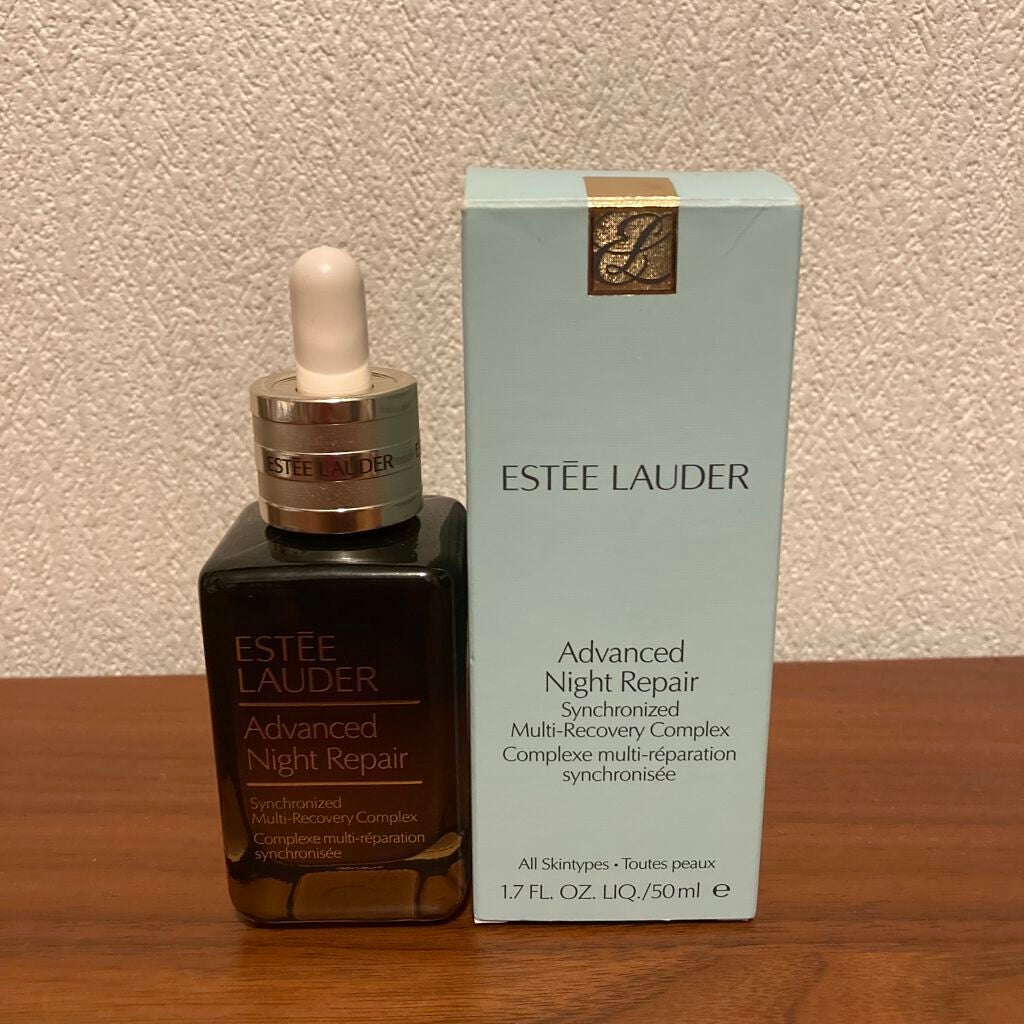 ESTĒE LAUDER
ESTĒE
LAUDER
Advanced
Night Repair
Synchronized
Multi-Recovery Complex
Complexe multi-réparation
synchronisée
EL
ESTĒE LAUDER
Advanced
Night Repair
Synchronized
Multi-Recovery Complex
Complexe multi-réparation
synchronisée
All Skintypes • Toutes peaux
1.7 FL. OZ. LIQ./50 ml ℮